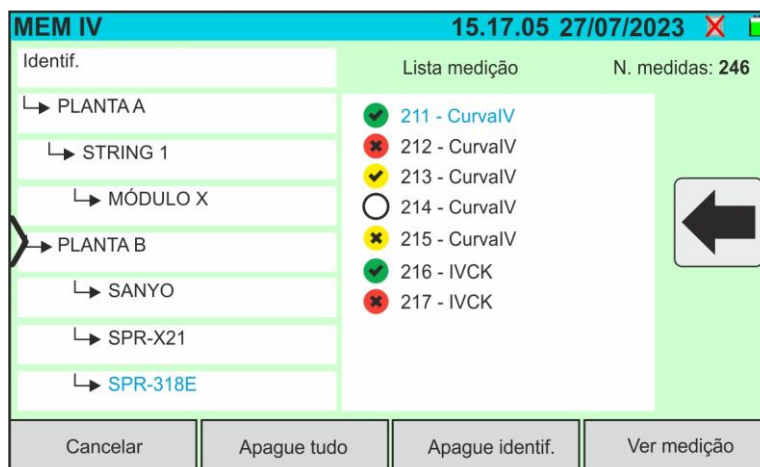 MEM IV 15.17.05 27/07/2023
Identif.
Lista medição N. medidas: 246
PLANTA A
STRING 1
MÓDULO X
PLANTA B
SANYO
SPR-X21
SPR-318E
211 - CurvaIV
212 - CurvaIV
213 - CurvaIV
214 - CurvaIV
215 - CurvaIV
216 - IVCK
217 - IVCK
Cancelar
Apague tudo
Apague identif.
Ver medição